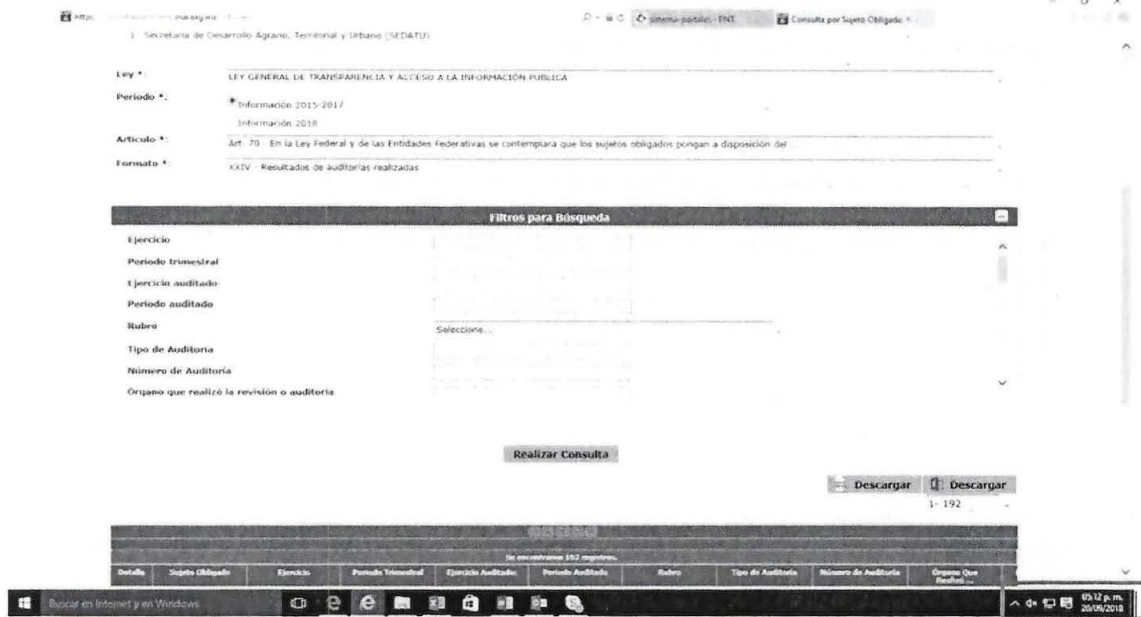 https
sistema-portales - PNT
Consulta por Sujeto Obligado
1. Secretaría de Desarrollo Agrario, Territorial y Urbano (SEDATU)
Ley *:
LEY GENERAL DE TRANSPARENCIA Y ACCESO A LA INFORMACIÓN PÚBLICA
Periodo *:
Información 2015-2017
Información 2018
Artículo *:
Art. 70 - En la Ley Federal y de las Entidades Federativas se contemplara que los sujetos obligados pongan a disposición del ...
Formato *:
XXIV - Resultados de auditorías realizadas
Filtros para Búsqueda
Ejercicio
Periodo trimestral
Ejercicio auditado
Periodo auditado
Rubro
Seleccione...
Tipo de Auditoría
Número de Auditoría
Órgano que realizó la revisión o auditoría
Realizar Consulta
Descargar
Descargar
1- 192
Se encontraron 192 registros.
Detalle Sujeto Obligado Ejercicio Periodo Trimestral Ejercicio Auditado: Periodo Auditado Rubro Tipo de Auditoría Número de Auditoría Órgano Que Realizó ...
Buscar en Internet y en Windows
05:12 p. m.
20/09/2018